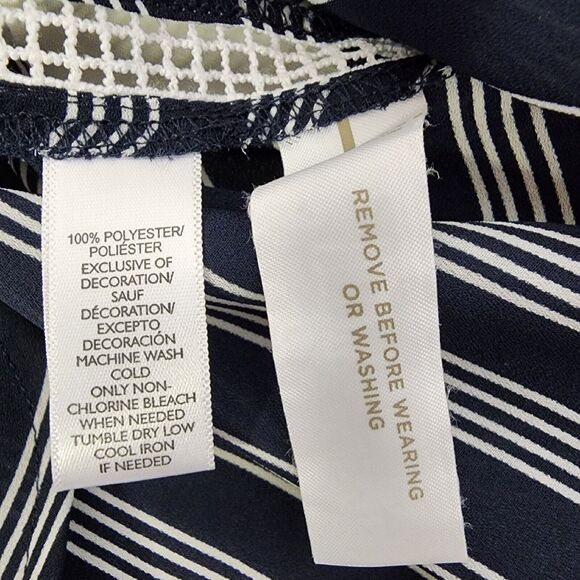 100% POLYESTER/
POLIÉSTER
EXCLUSIVE OF
DECORATION/
SAUF
DÉCORATION/
EXCEPTO
DECORACIÓN
MACHINE WASH
COLD
ONLY NON-
CHLORINE BLEACH
WHEN NEEDED
TUMBLE DRY LOW
COOL IRON
IF NEEDED
REMOVE BEFORE WEARING
OR WASHING